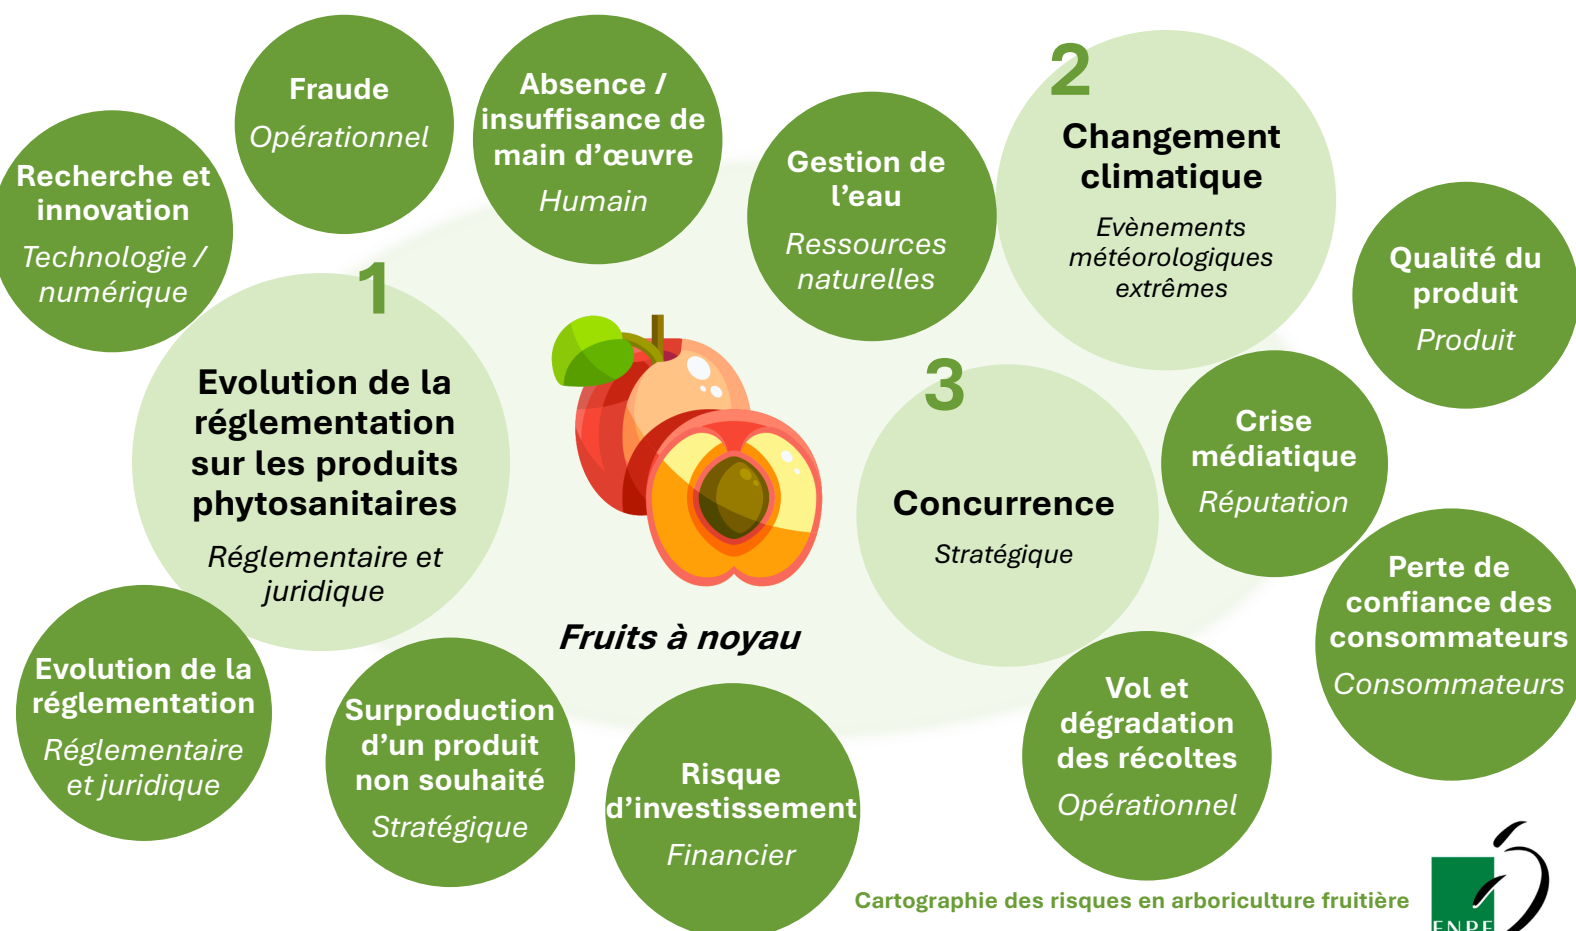 Fraude
Opérationnel
Absence /
insuffisance de
main d’œuvre
Humain
Recherche et
innovation
Technologie /
numérique
Gestion de
l’eau
Ressources
naturelles
2
Changement
climatique
Evènements
météorologiques
extrêmes
Qualité du
produit
Produit
1
Evolution de la
réglementation
sur les produits
phytosanitaires
Réglementaire et
juridique
3
Concurrence
Stratégique
Crise
médiatique
Réputation
Perte de
confiance des
consommateurs
Consommateurs
Fruits à noyau
Evolution de la
réglementation
Réglementaire
et juridique
Surproduction
d’un produit
non souhaité
Stratégique
Risque
d’investissement
Financier
Vol et
dégradation
des récoltes
Opérationnel
Cartographie des risques en arboriculture fruitière
FNPF